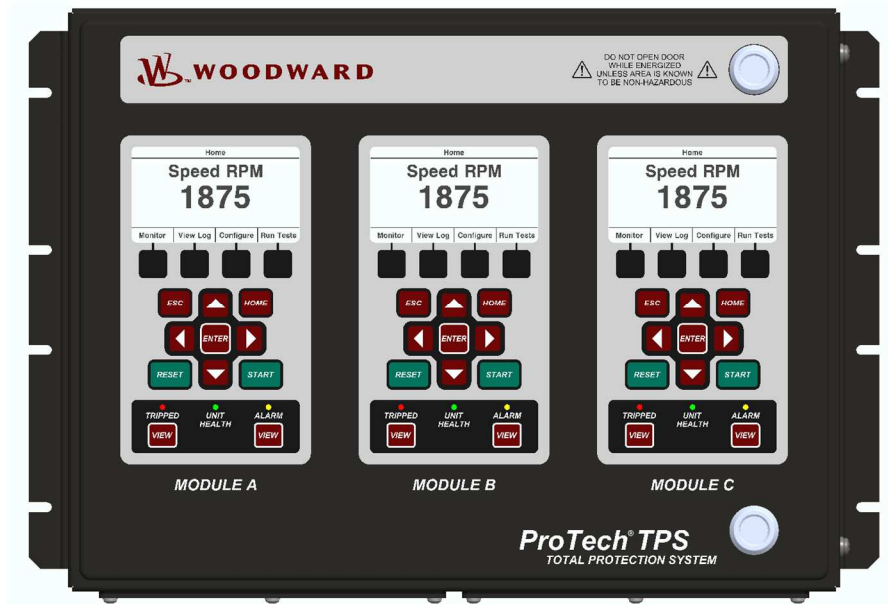 W ™ WOODWARD
DO NOT OPEN DOOR
WHILE ENERGIZED
UNLESS AREA IS KNOWN
TO BE NON-HAZARDOUS
Home
Speed RPM
1875
Monitor View Log Configure Run Tests
ESC HOME
ENTER
RESET START
TRIPPED UNIT HEALTH ALARM
VIEW VIEW
MODULE A
Home
Speed RPM
1875
Monitor View Log Configure Run Tests
ESC HOME
ENTER
RESET START
TRIPPED UNIT HEALTH ALARM
VIEW VIEW
MODULE B
Home
Speed RPM
1875
Monitor View Log Configure Run Tests
ESC HOME
ENTER
RESET START
TRIPPED UNIT HEALTH ALARM
VIEW VIEW
MODULE C
ProTech® TPS
TOTAL PROTECTION SYSTEM